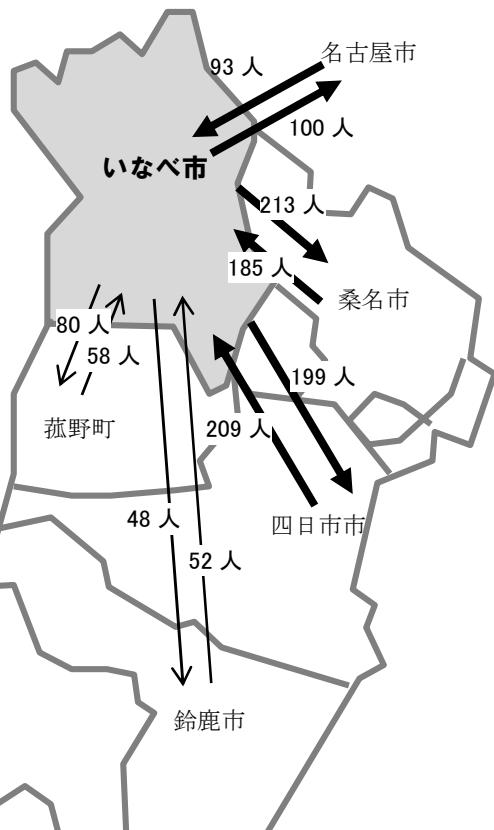 名古屋市
93 人
100 人
いなべ市
213 人
185 人
桑名市
80 人
58 人
199 人
菰野町
209 人
48 人
四日市市
52 人
鈴鹿市